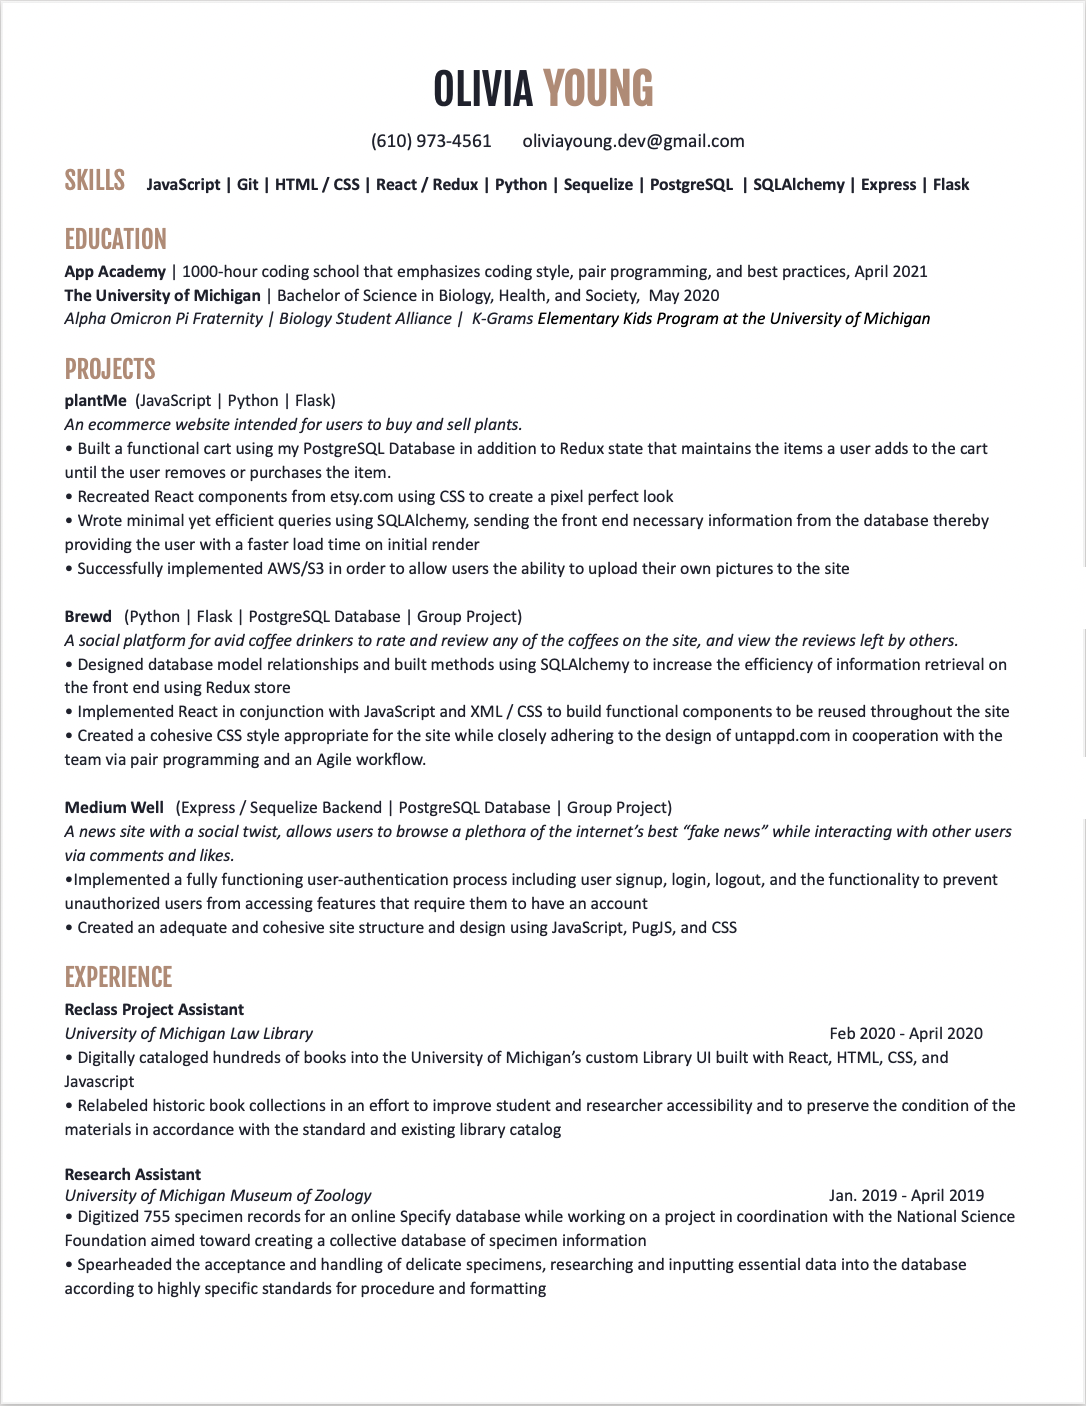 OLIVIA YOUNG
(610) 973-4561 oliviayoung.dev@gmail.com
SKILLS JavaScript | Git | HTML / CSS | React / Redux | Python | Sequelize | PostgreSQL | SQLAlchemy | Express | Flask
EDUCATION
App Academy | 1000-hour coding school that emphasizes coding style, pair programming, and best practices, April 2021
The University of Michigan | Bachelor of Science in Biology, Health, and Society, May 2020
Alpha Omicron Pi Fraternity | Biology Student Alliance | K-Grams Elementary Kids Program at the University of Michigan
PROJECTS
plantMe (JavaScript | Python | Flask)
An ecommerce website intended for users to buy and sell plants.
• Built a functional cart using my PostgreSQL Database in addition to Redux state that maintains the items a user adds to the cart
until the user removes or purchases the item.
• Recreated React components from etsy.com using CSS to create a pixel perfect look
• Wrote minimal yet efficient queries using SQLAlchemy, sending the front end necessary information from the database thereby
providing the user with a faster load time on initial render
• Successfully implemented AWS/S3 in order to allow users the ability to upload their own pictures to the site
Brewd (Python | Flask | PostgreSQL Database | Group Project)
A social platform for avid coffee drinkers to rate and review any of the coffees on the site, and view the reviews left by others.
• Designed database model relationships and built methods using SQLAlchemy to increase the efficiency of information retrieval on
the front end using Redux store
• Implemented React in conjunction with JavaScript and XML / CSS to build functional components to be reused throughout the site
• Created a cohesive CSS style appropriate for the site while closely adhering to the design of untappd.com in cooperation with the
team via pair programming and an Agile workflow.
Medium Well (Express / Sequelize Backend | PostgreSQL Database | Group Project)
A news site with a social twist, allows users to browse a plethora of the internet’s best “fake news” while interacting with other users
via comments and likes.
•Implemented a fully functioning user-authentication process including user signup, login, logout, and the functionality to prevent
unauthorized users from accessing features that require them to have an account
• Created an adequate and cohesive site structure and design using JavaScript, PugJS, and CSS
EXPERIENCE
Reclass Project Assistant
University of Michigan Law Library Feb 2020 - April 2020
• Digitally cataloged hundreds of books into the University of Michigan’s custom Library UI built with React, HTML, CSS, and
Javascript
• Relabeled historic book collections in an effort to improve student and researcher accessibility and to preserve the condition of the
materials in accordance with the standard and existing library catalog
Research Assistant
University of Michigan Museum of Zoology Jan. 2019 - April 2019
• Digitized 755 specimen records for an online Specify database while working on a project in coordination with the National Science
Foundation aimed toward creating a collective database of specimen information
• Spearheaded the acceptance and handling of delicate specimens, researching and inputting essential data into the database
according to highly specific standards for procedure and formatting